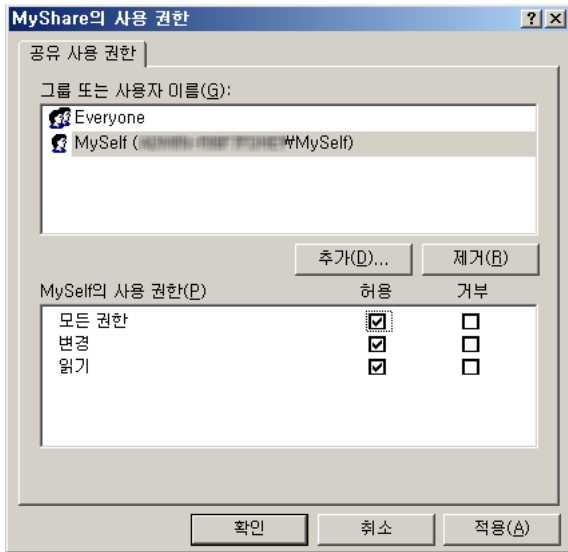 MyShare의 사용 권한
공유 사용 권한
그룹 또는 사용자 이름(G):
Everyone
MySelf ( ₩MySelf)
추가(D)... 제거(R)
MySelf의 사용 권한(P) 허용 거부
모든 권한
변경
읽기
확인 취소 적용(A)